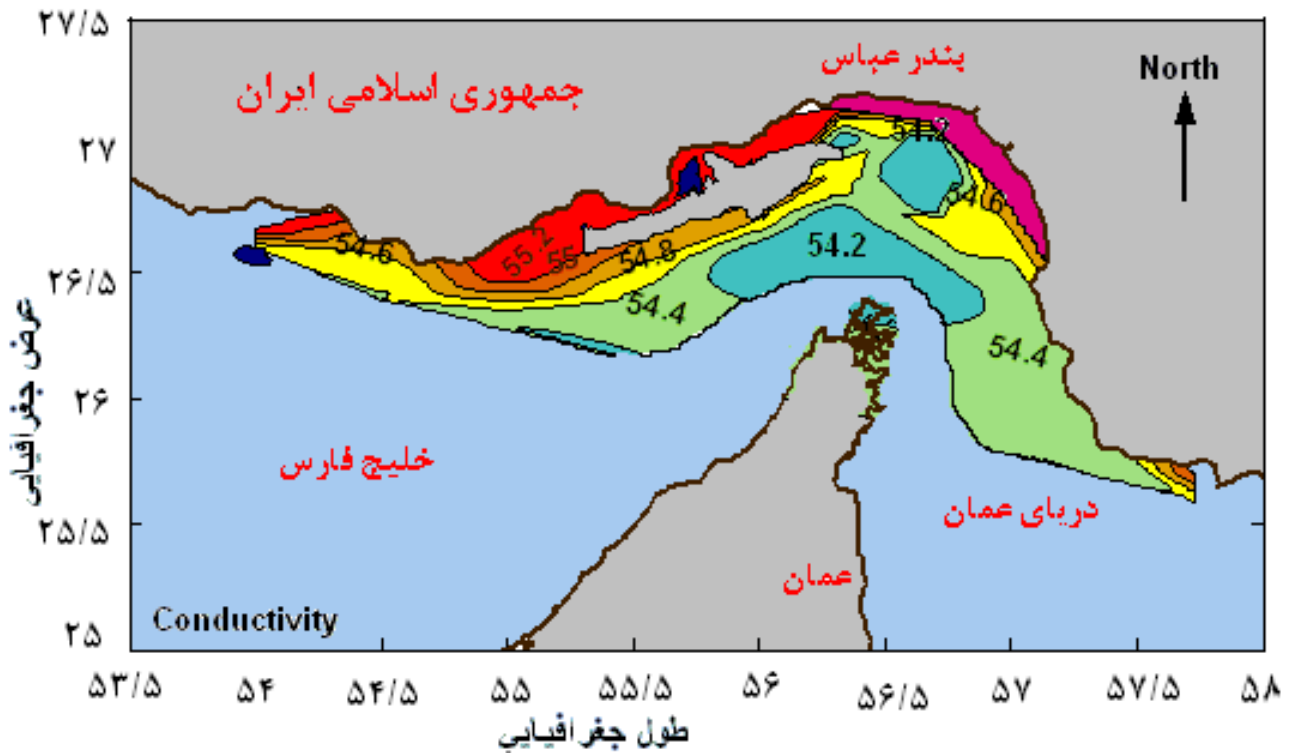 ۲۷/۵
بندر عباس
North
جمهوری اسلامی ایران
54.2
۲۷
54.6
54.6
55.2
55
54.8
54.2
۲۶/۵
54.4
54.4
۲۶
عرض جغرافیایی
خلیج فارس
دریای عمان
۲۵/۵
عمان
Conductivity
۲۵
۵۳/۵ ۵۴ ۵۴/۵ ۵۵ ۵۵/۵ ۵۶ ۵۶/۵ ۵۷ ۵۷/۵ ۵۸
طول جغرافیایی